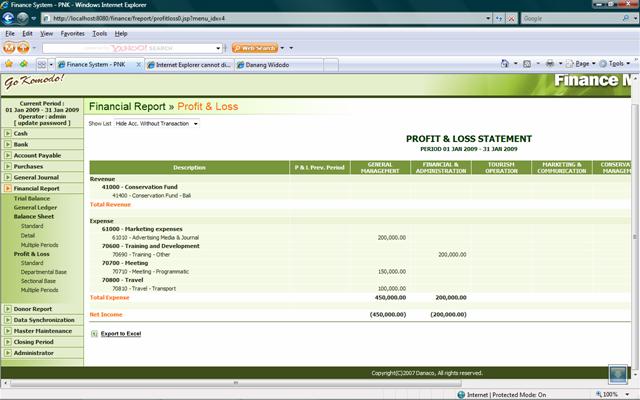 Finance System - PNK - Windows Internet Explorer
http://localhost:8080/finance/freport/profitloss0.jsp?menu_idx=4
Google
File Edit View Favorites Tools Help
YAHOO! SEARCH
Web Search
Finance System - PNK
Internet Explorer cannot di...
Danang Widodo
Page
Tools
Go Komodo!
Finance M
Current Period :
01 Jan 2009 - 31 Jan 2009
Operator : admin
[ update password ]
Cash
Bank
Account Payable
Purchases
General Journal
Financial Report
Trial Balance
General Ledger
Balance Sheet
Standard
Detail
Multiple Periods
Profit & Loss
Standard
Departmental Base
Sectional Base
Multiple Periods
Donor Report
Data Synchronization
Master Maintenance
Closing Period
Administrator
Financial Report » Profit & Loss
Show List Hide Acc. Without Transaction
PROFIT & LOSS STATEMENT
PERIOD 01 JAN 2009 - 31 JAN 2009
Description P & L Prev. Period GENERAL MANAGEMENT FINANCIAL & ADMINISTRATION TOURISM OPERATION MARKETING & COMMUNICATION CONSERVA MANAGEM
Revenue
41000 - Conservation Fund
41400 - Conservation Fund - Bali
Total Revenue
Expense
61000 - Marketing expenses
61010 - Advertising Media & Journal 200,000.00
70600 - Training and Development
70690 - Training - Other 200,000.00
70700 - Meeting
70710 - Meeting - Programmatic 150,000.00
70800 - Travel
70810 - Travel - Transport 100,000.00
Total Expense 450,000.00 200,000.00
Net Income (450,000.00) (200,000.00)
Export to Excel
Copyright(C)2007 Danaco, All rights reserved.
Internet | Protected Mode: On
100%